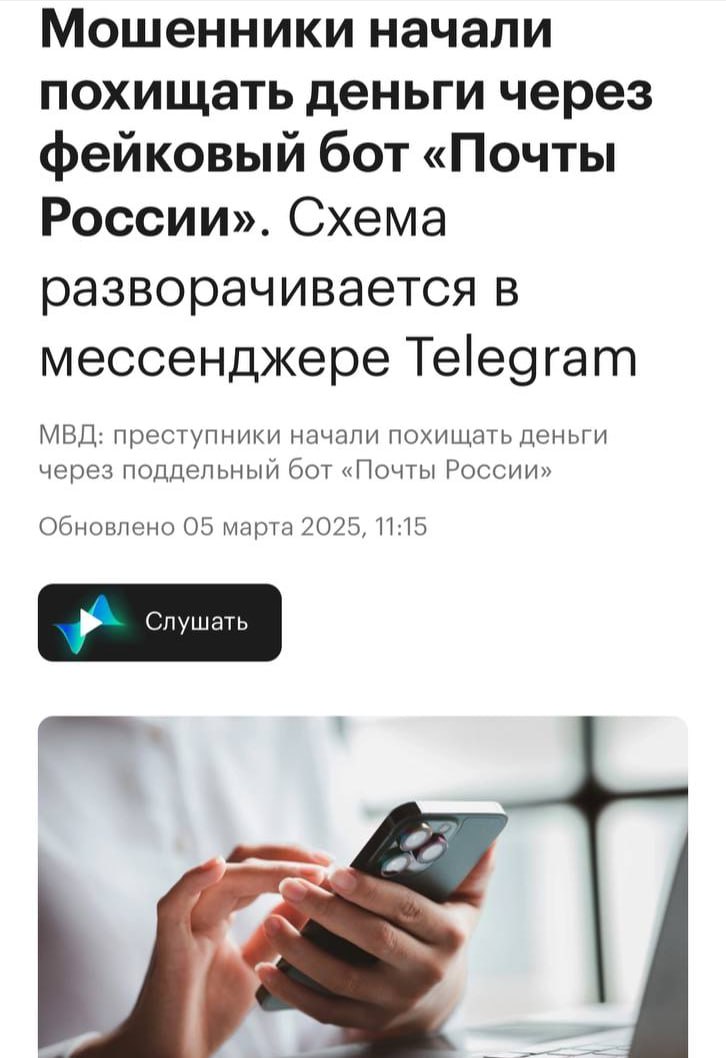 Мошенники начали
похищать деньги через
фейковый бот «Почты
России». Схема
разворачивается в
мессенджере Telegram
МВД: преступники начали похищать деньги
через поддельный бот «Почты России»
Обновлено 05 марта 2025, 11:15
Слушать